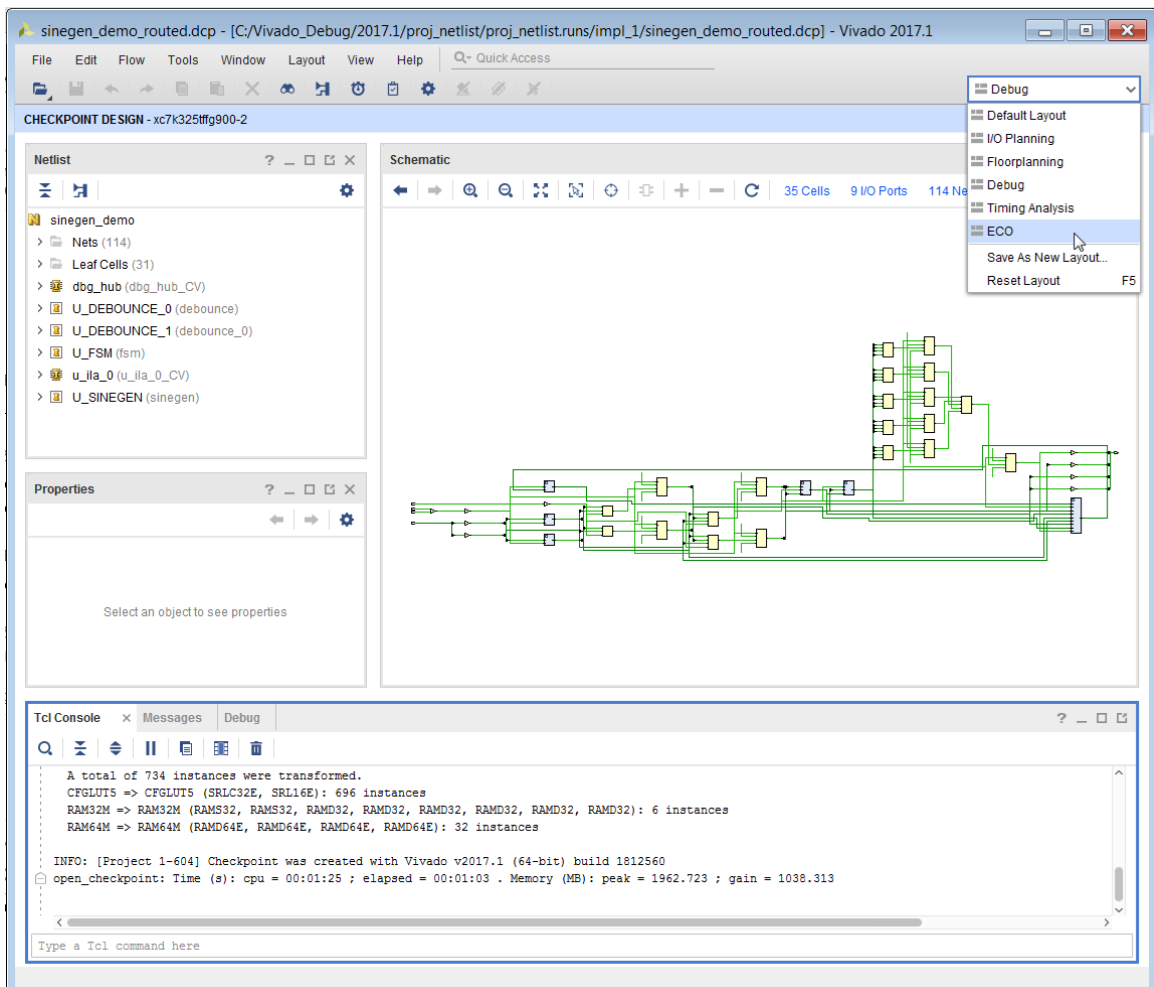 sinegen_demo_routed.dcp - [C:/Vivado_Debug/2017.1/proj_netlist/proj_netlist.runs/impl_1/sinegen_demo_routed.dcp] - Vivado 2017.1
File Edit Flow Tools Window Layout View Help Quick Access
Debug
CHECKPOINT DESIGN - xc7k325tffg900-2
Default Layout
I/O Planning
Floorplanning
Debug
Timing Analysis
ECO
Save As New Layout...
Reset Layout F5
Netlist
sinegen_demo
Nets (114)
Leaf Cells (31)
dbg_hub (dbg_hub_CV)
U_DEBOUNCE_0 (debounce)
U_DEBOUNCE_1 (debounce_0)
U_FSM (fsm)
u_ila_0 (u_ila_0_CV)
U_SINEGEN (sinegen)
Schematic
35 Cells 9 I/O Ports 114 Ne
Properties
Select an object to see properties
Tcl Console Messages Debug
A total of 734 instances were transformed.
CFGLUT5 => CFGLUT5 (SRLC32E, SRL16E): 696 instances
RAM32M => RAM32M (RAMS32, RAMS32, RAMD32, RAMD32, RAMD32, RAMD32, RAMD32, RAMD32): 6 instances
RAM64M => RAM64M (RAMD64E, RAMD64E, RAMD64E, RAMD64E): 32 instances
INFO: [Project 1-604] Checkpoint was created with Vivado v2017.1 (64-bit) build 1812560
open_checkpoint: Time (s): cpu = 00:01:25 ; elapsed = 00:01:03 . Memory (MB): peak = 1962.723 ; gain = 1038.313
Type a Tcl command here